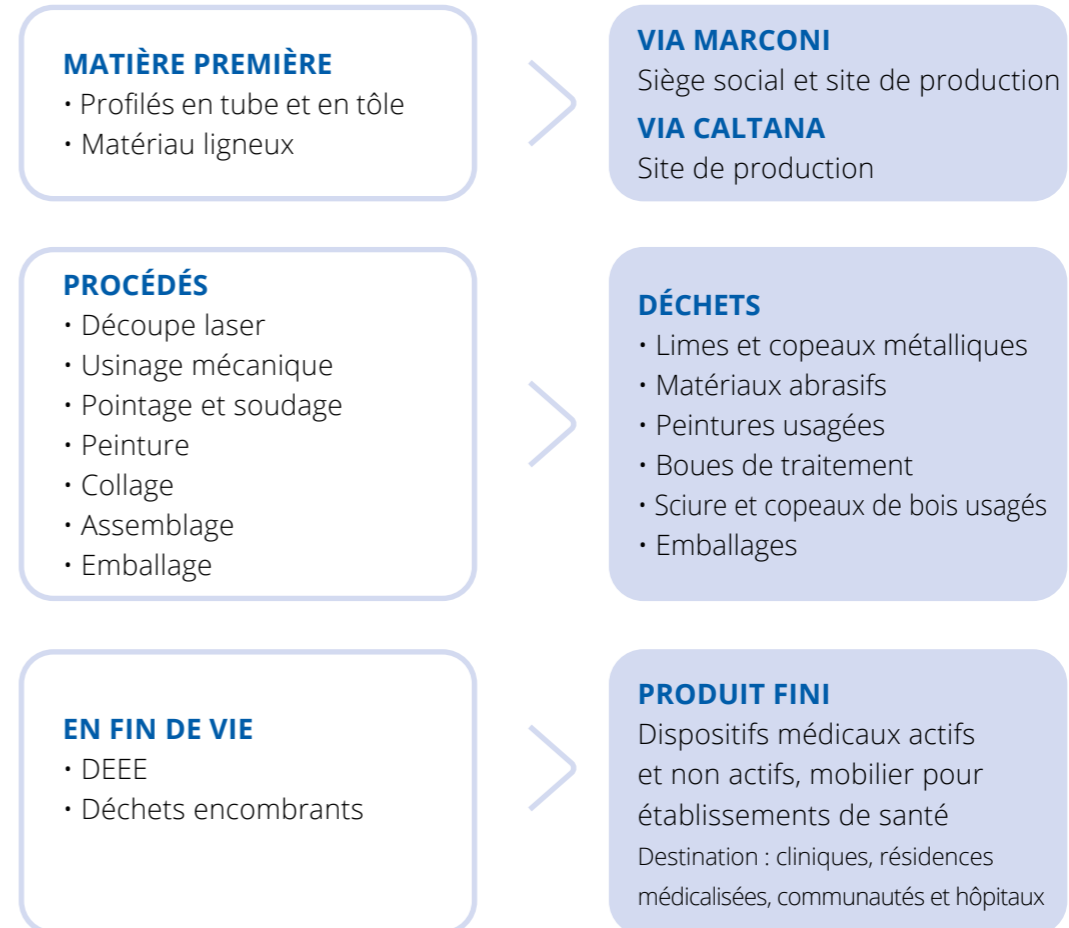 MATIÈRE PREMIÈRE
• Profilés en tube et en tôle
• Matériau ligneux
VIA MARCONI
Siège social et site de production
VIA CALTANA
Site de production
PROCÉDÉS
• Découpe laser
• Usinage mécanique
• Pointage et soudage
• Peinture
• Collage
• Assemblage
• Emballage
DÉCHETS
• Limes et copeaux métalliques
• Matériaux abrasifs
• Peintures usagées
• Boues de traitement
• Sciure et copeaux de bois usagés
• Emballages
EN FIN DE VIE
• DEEE
• Déchets encombrants
PRODUIT FINI
Dispositifs médicaux actifs
et non actifs, mobilier pour
établissements de santé
Destination : cliniques, résidences
médicalisées, communautés et hôpitaux